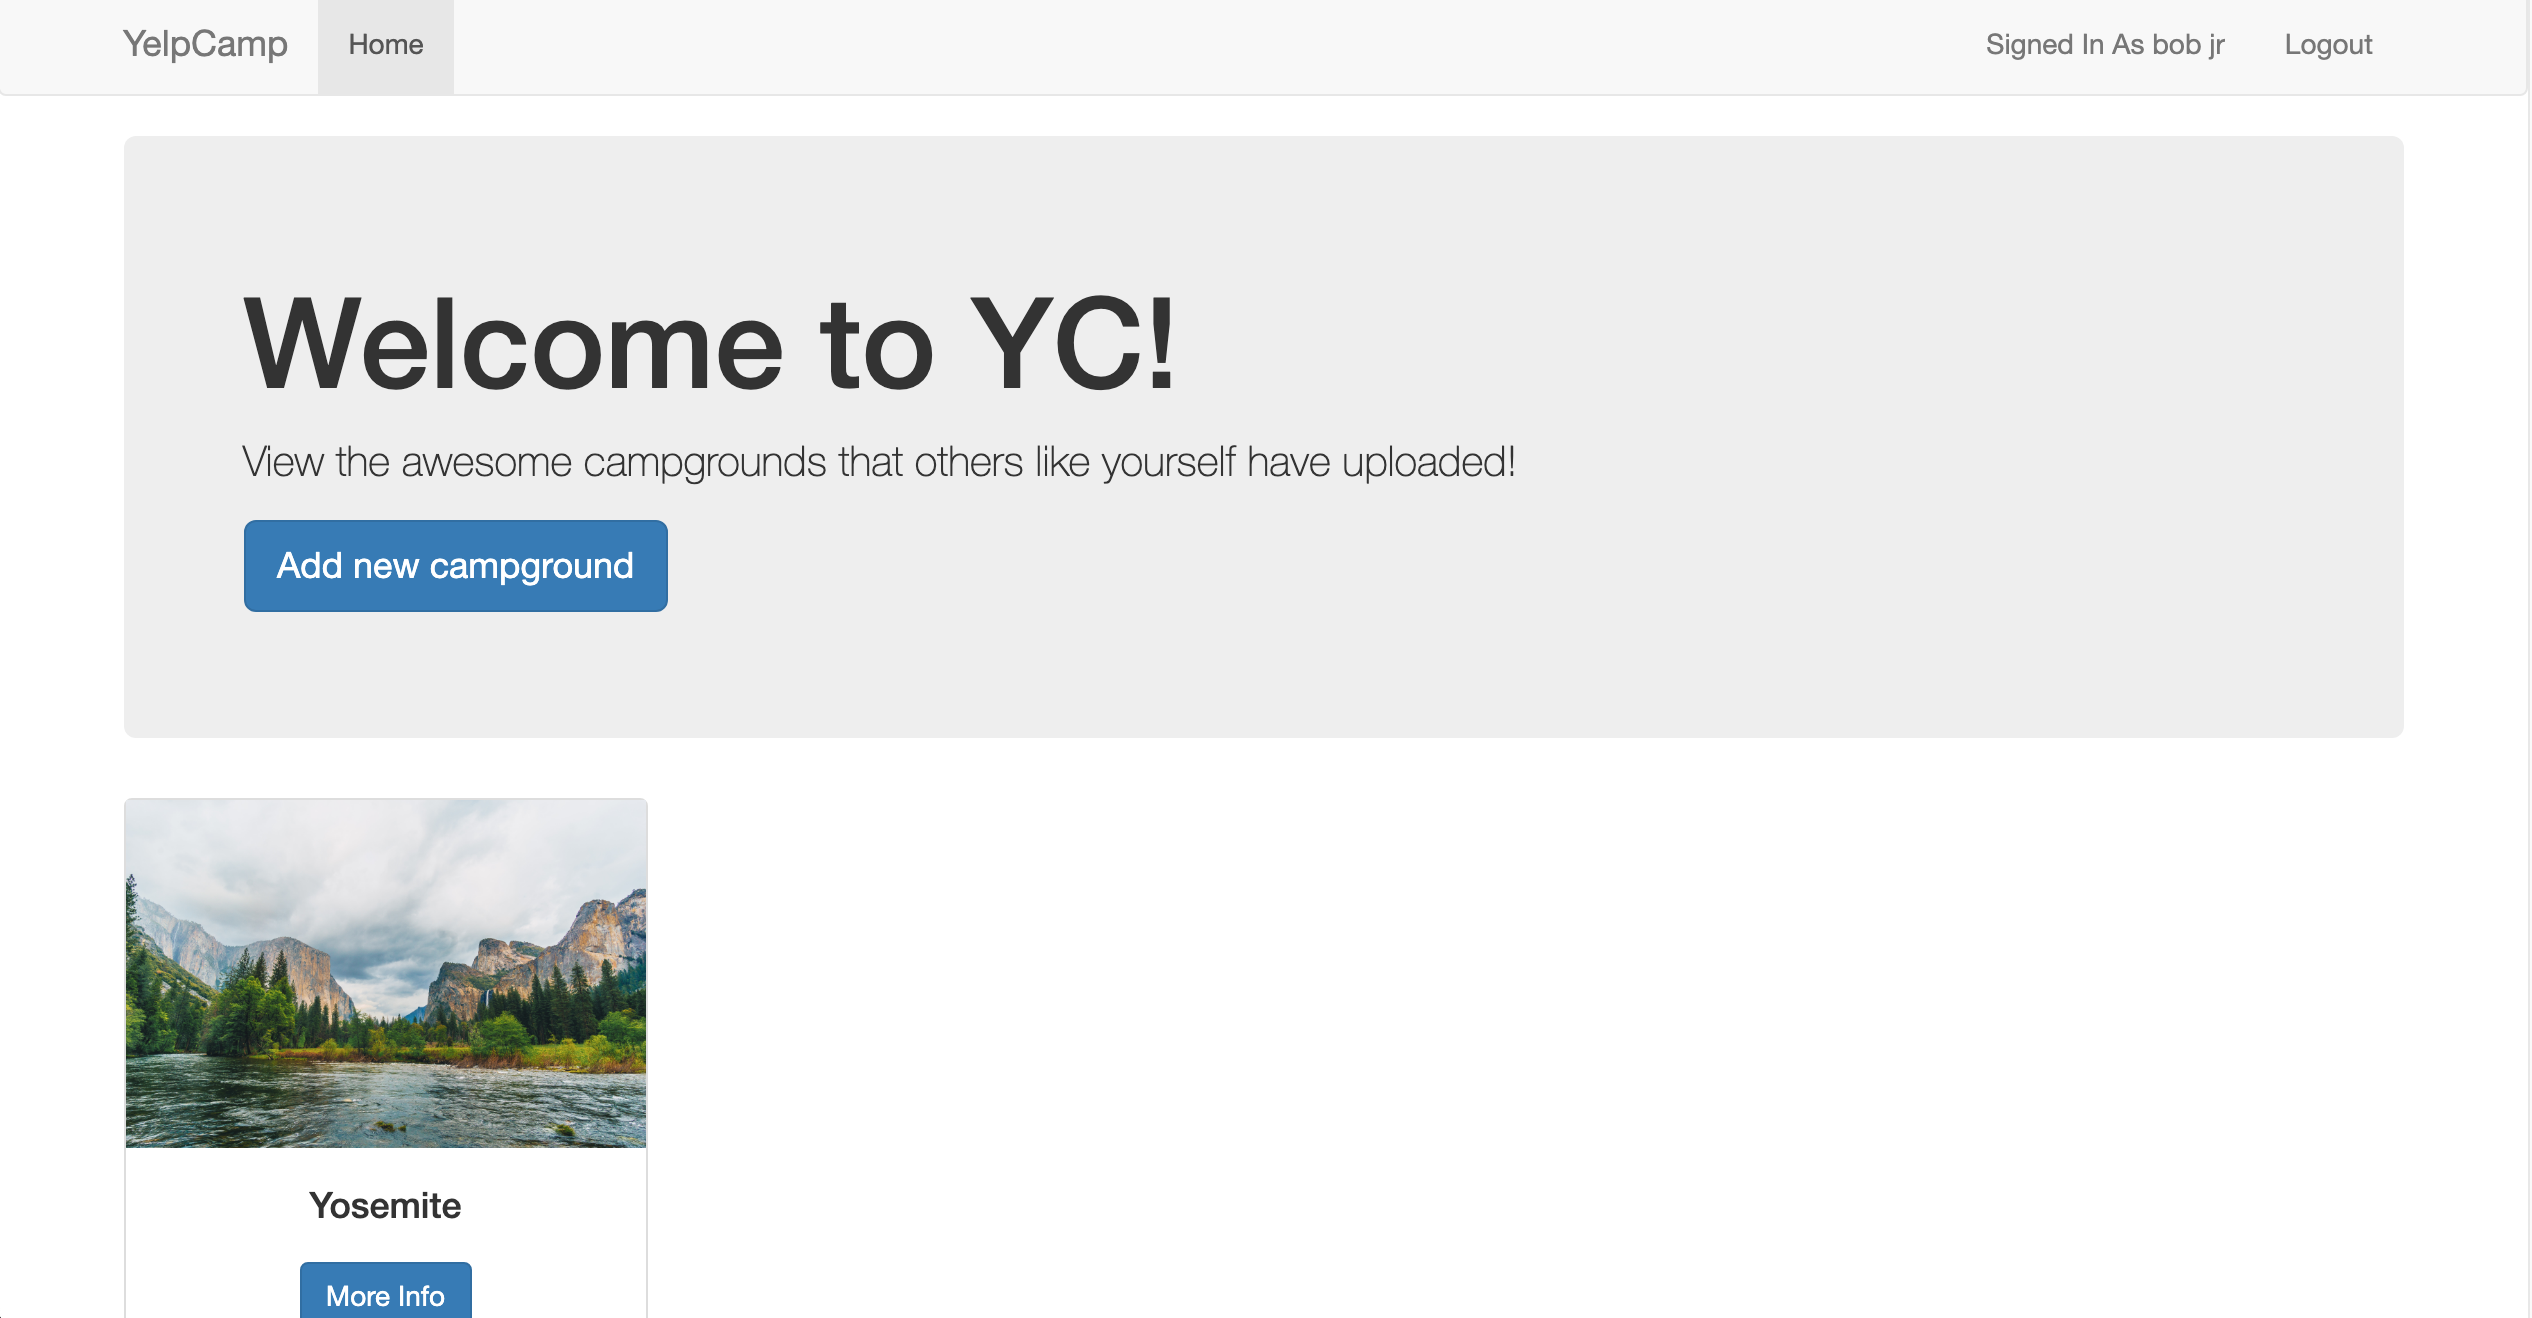 YelpCamp Home Signed In As bob jr Logout
Welcome to YC!
View the awesome campgrounds that others like yourself have uploaded!
Add new campground
Yosemite
More Info